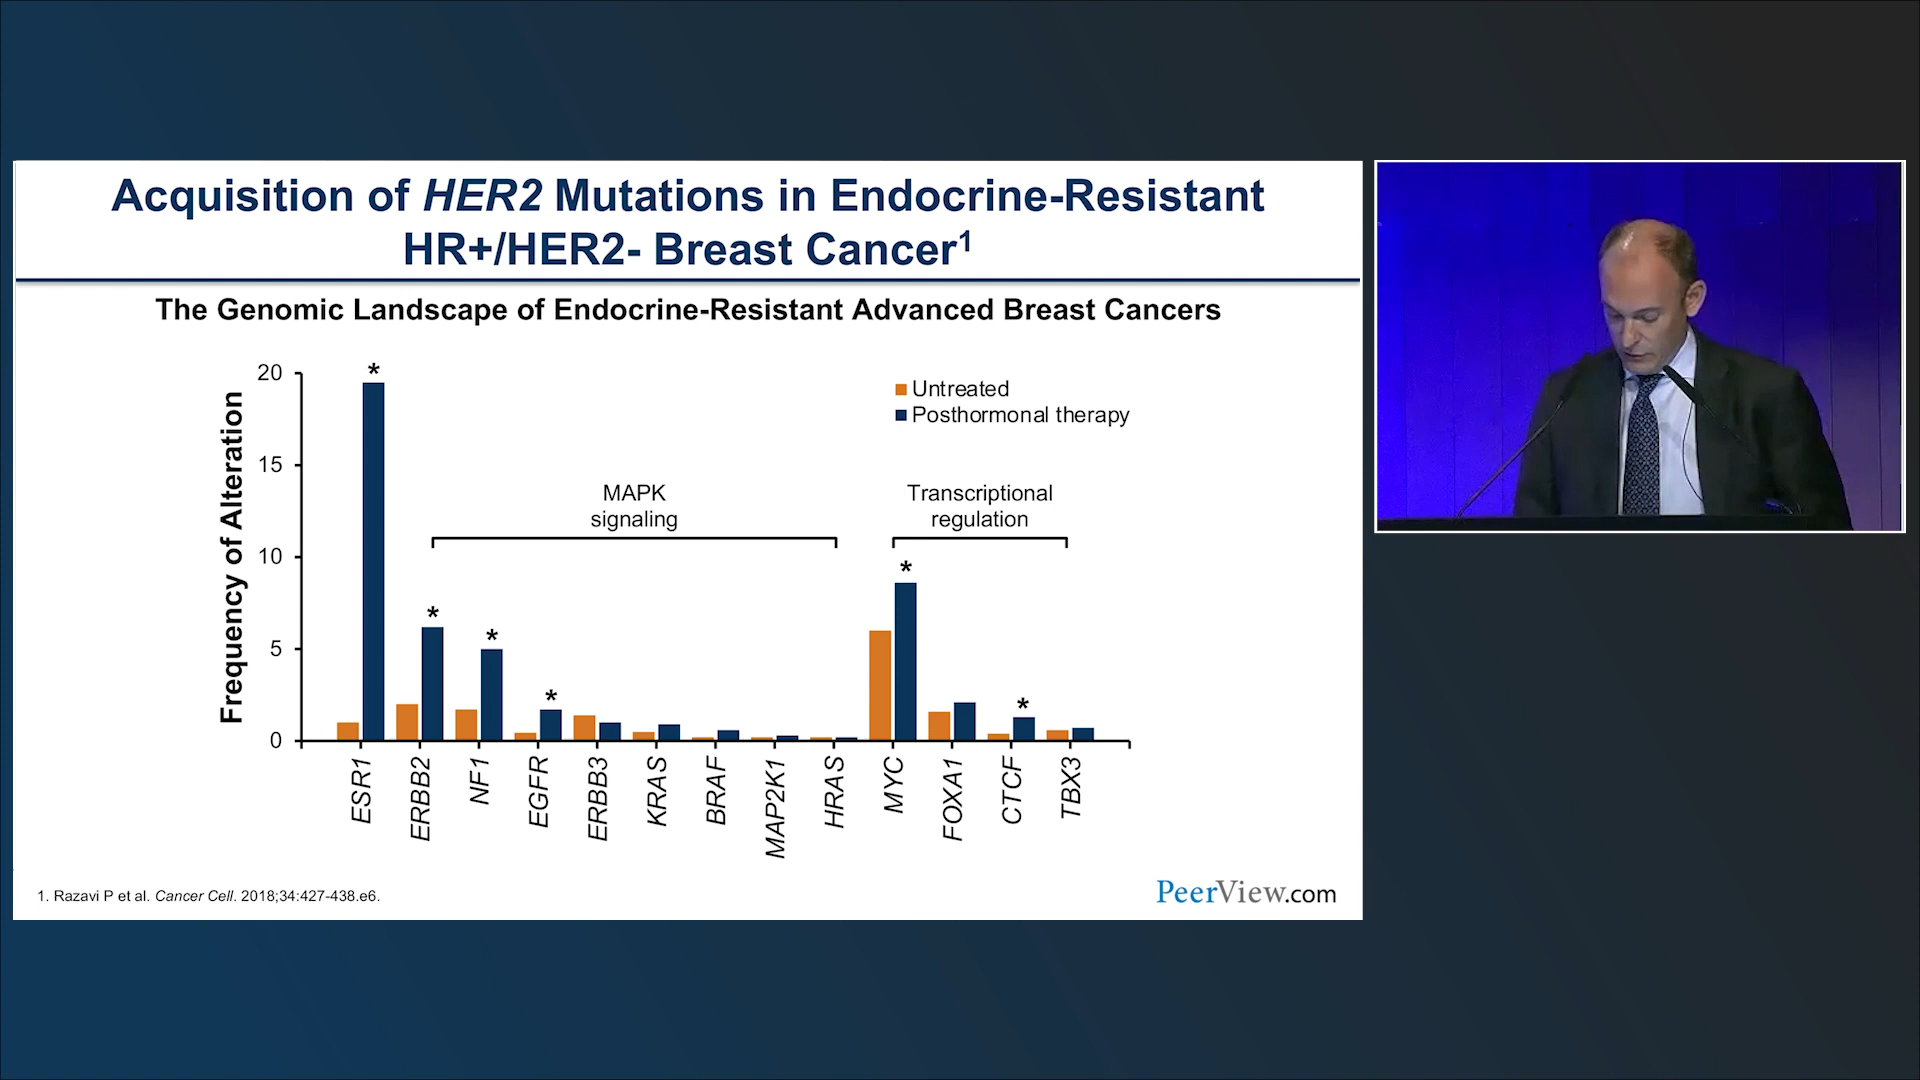 Acquisition of HER2 Mutations in Endocrine-Resistant
HR+/HER2- Breast Cancer1
The Genomic Landscape of Endocrine-Resistant Advanced Breast Cancers
Frequency of Alteration
20
15
10
5
0
*
*
*
*
*
*
Untreated
Posthormonal therapy
MAPK
signaling
Transcriptional
regulation
ESR1
ERBB2
NF1
EGFR
ERBB3
KRAS
BRAF
MAP2K1
HRAS
MYC
FOXA1
CTCF
TBX3
1. Razavi P et al. Cancer Cell. 2018;34:427-438.e6.
PeerView.com